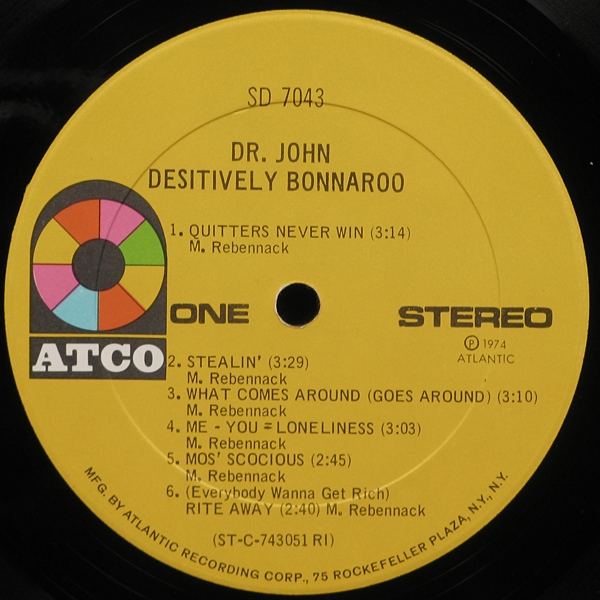 SD 7043
DR. JOHN
DESITIVELY BONNAROO
1. QUITTERS NEVER WIN (3:14)
M. Rebennack
ONE
STEREO
Ⓟ 1974
ATLANTIC
ATCO
2. STEALIN' (3:29)
M. Rebennack
3. WHAT COMES AROUND (GOES AROUND) (3:10)
M. Rebennack
4. ME - YOU = LONELINESS (3:03)
M. Rebennack
5. MOS' SCOCIOUS (2:45)
M. Rebennack
6. (Everybody Wanna Get Rich)
RITE AWAY (2:40) M. Rebennack
(ST-C-743051 RI)
MFG. BY ATLANTIC RECORDING CORP., 75 ROCKEFELLER PLAZA, N.Y., N.Y.